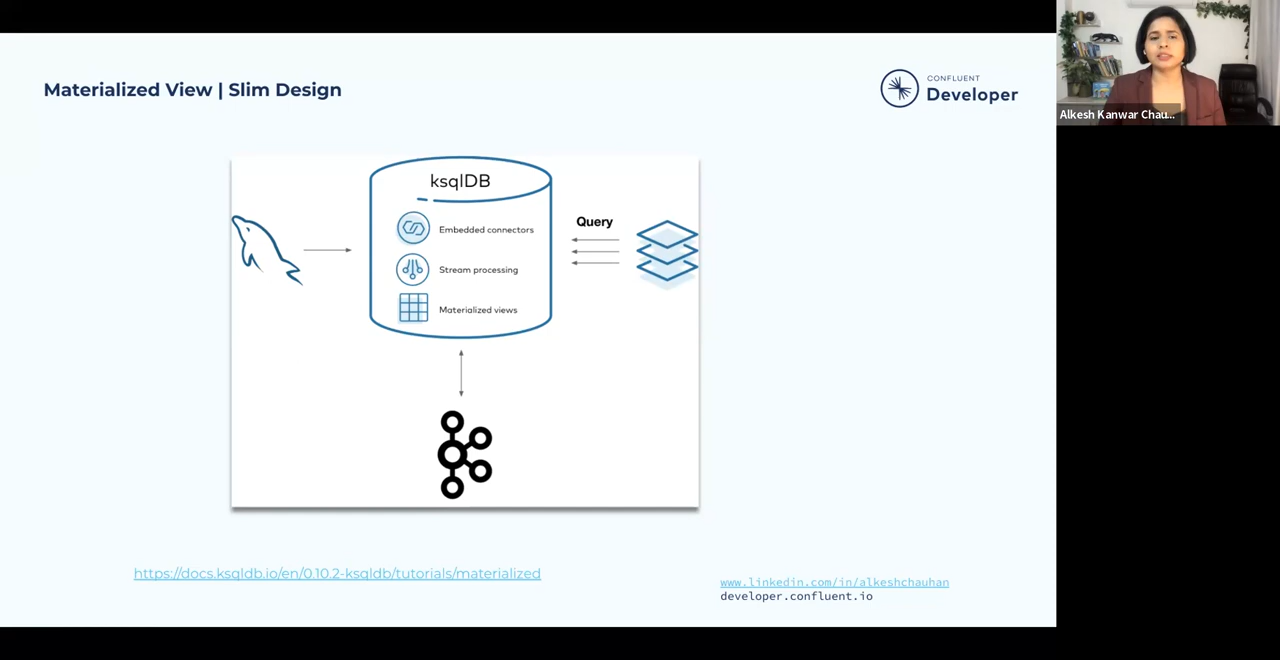 Materialized View | Slim Design
CONFLUENT
Developer
Alkesh Kanwar Chau...
ksqlDB
Embedded connectors
Stream processing
Materialized views
Query
https://docs.ksqldb.io/en/0.10.2-ksqldb/tutorials/materialized
www.linkedin.com/in/alkeshchauhan
developer.confluent.io